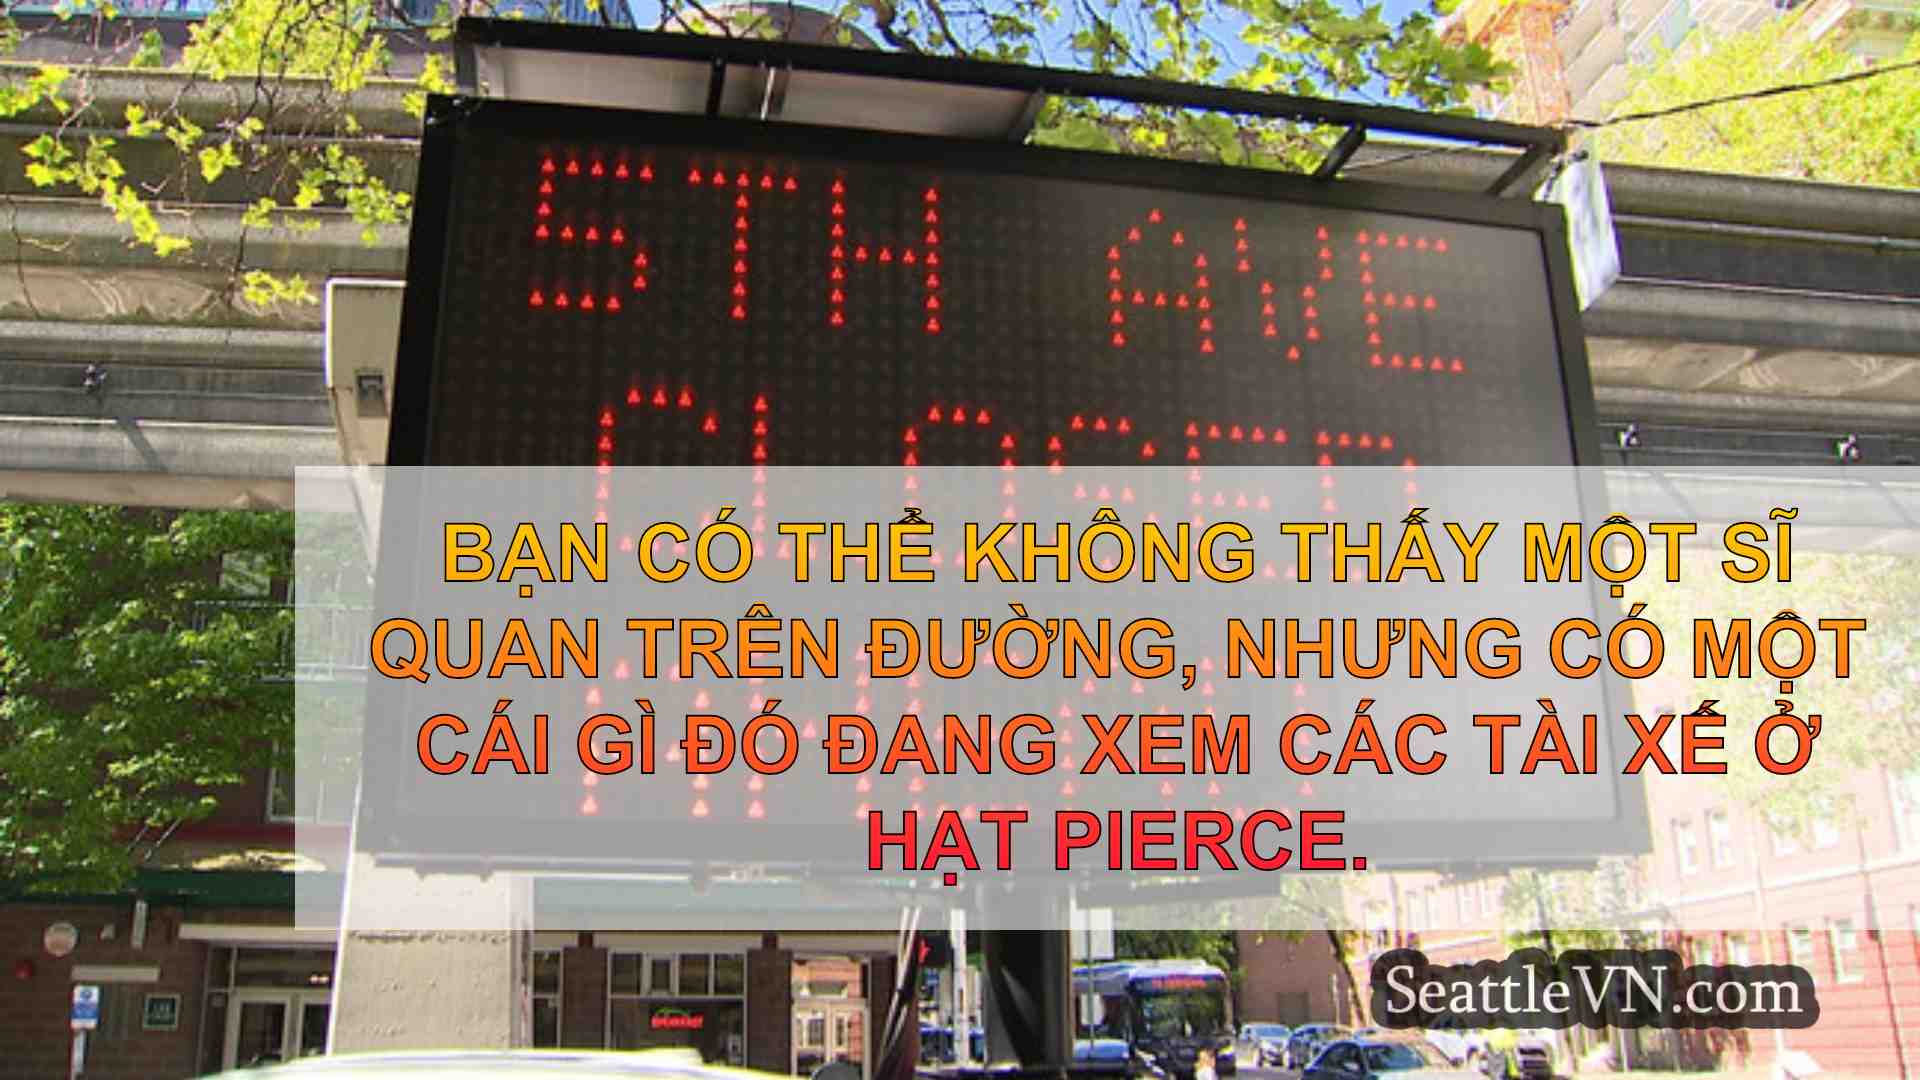 5TH AVE
CLOSED
BẠN CÓ THỂ KHÔNG THẤY MỘT SĨ
QUAN TRÊN ĐƯỜNG, NHƯNG CÓ MỘT
CÁI GÌ ĐÓ ĐANG XEM CÁC TÀI XẾ Ở
HẠT PIERCE.
SeattleVN.com